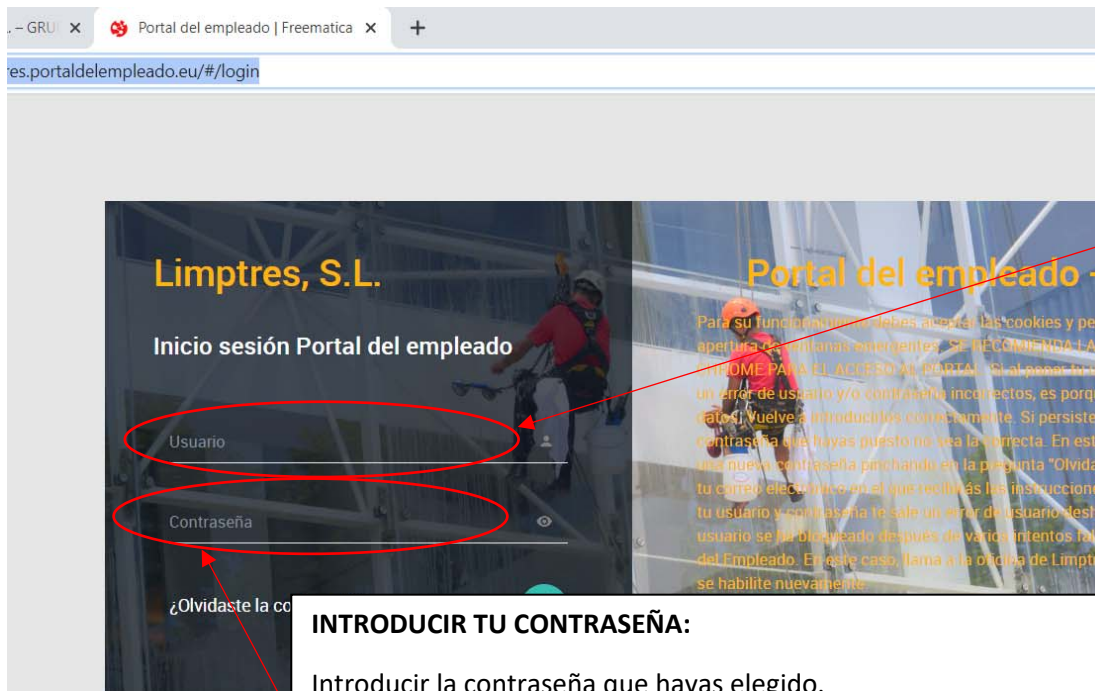 . – GRU
Portal del empleado | Freematica
res.portaldelempleado.eu/#/login
Limptres, S.L.
Inicio sesión Portal del empleado
Usuario
Contraseña
¿Olvidaste la co
Portal del empleado -
Para su funcionamiento debes aceptar las cookies y pe
apertura de ventanas emergentes. SE RECOMIENDA LA
CHROME PARA EL ACCESO AL PORTAL. Si al poner tu
un error de usuario y/o contraseña incorrectos, es porq
datos. Vuelve a introducirlos correctamente. Si persiste
contraseña que hayas puesto no sea la correcta. En est
una nueva contraseña pinchando en la pregunta "Olvida
tu correo electrónico en el que recibirás las instruccione
tu usuario y contraseña te sale un error de usuario desh
usuario se ha bloqueado después de varios intentos fal
del Empleado. En este caso, llama a la oficina de Limptr
se habilite nuevamente
INTRODUCIR TU CONTRASEÑA:
Introducir la contraseña que hayas elegido.